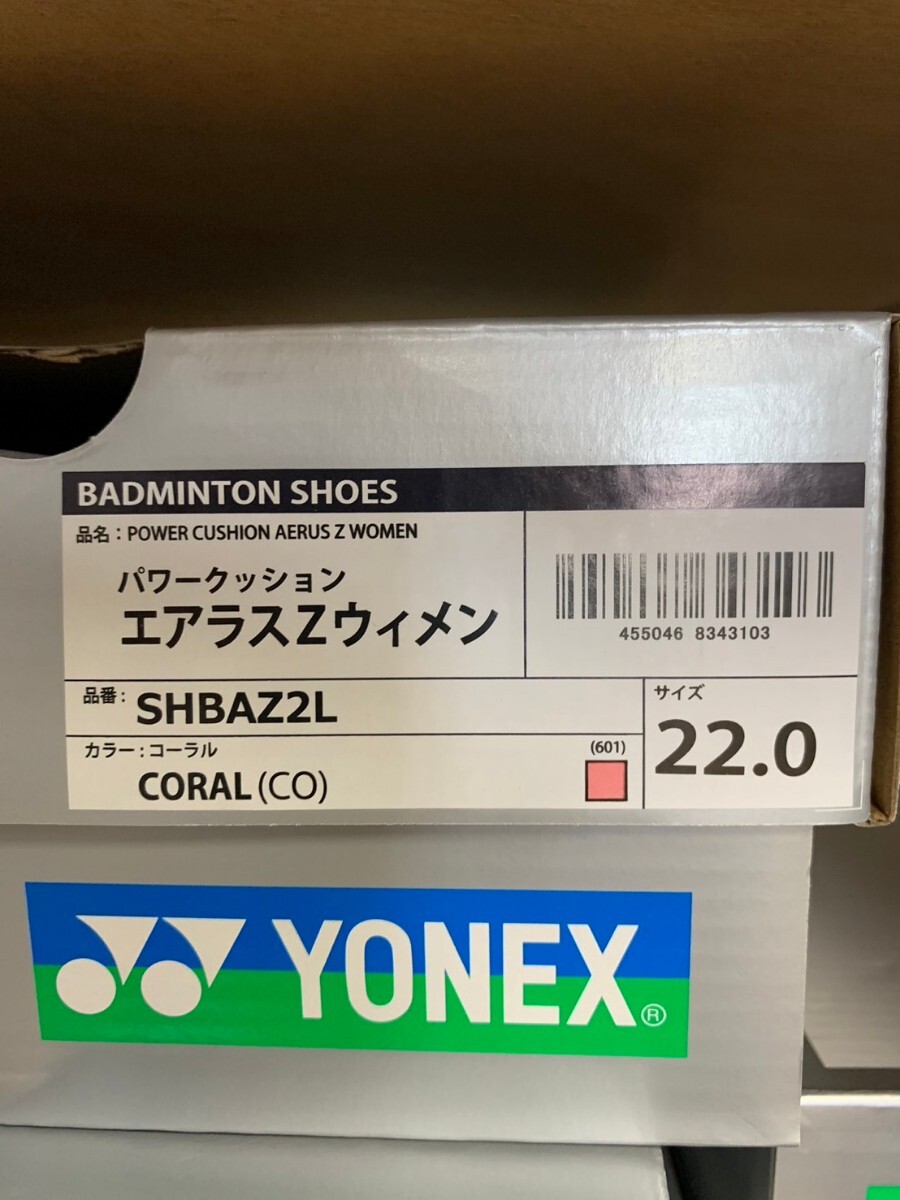 BADMINTON SHOES
品名：POWER CUSHION AERUS Z WOMEN
パワークッション
エアラスZウィメン
455046 8343103
品番：SHBAZ2L
サイズ
22.0
カラー：コーラル
(601)
CORAL(CO)
YONEX®